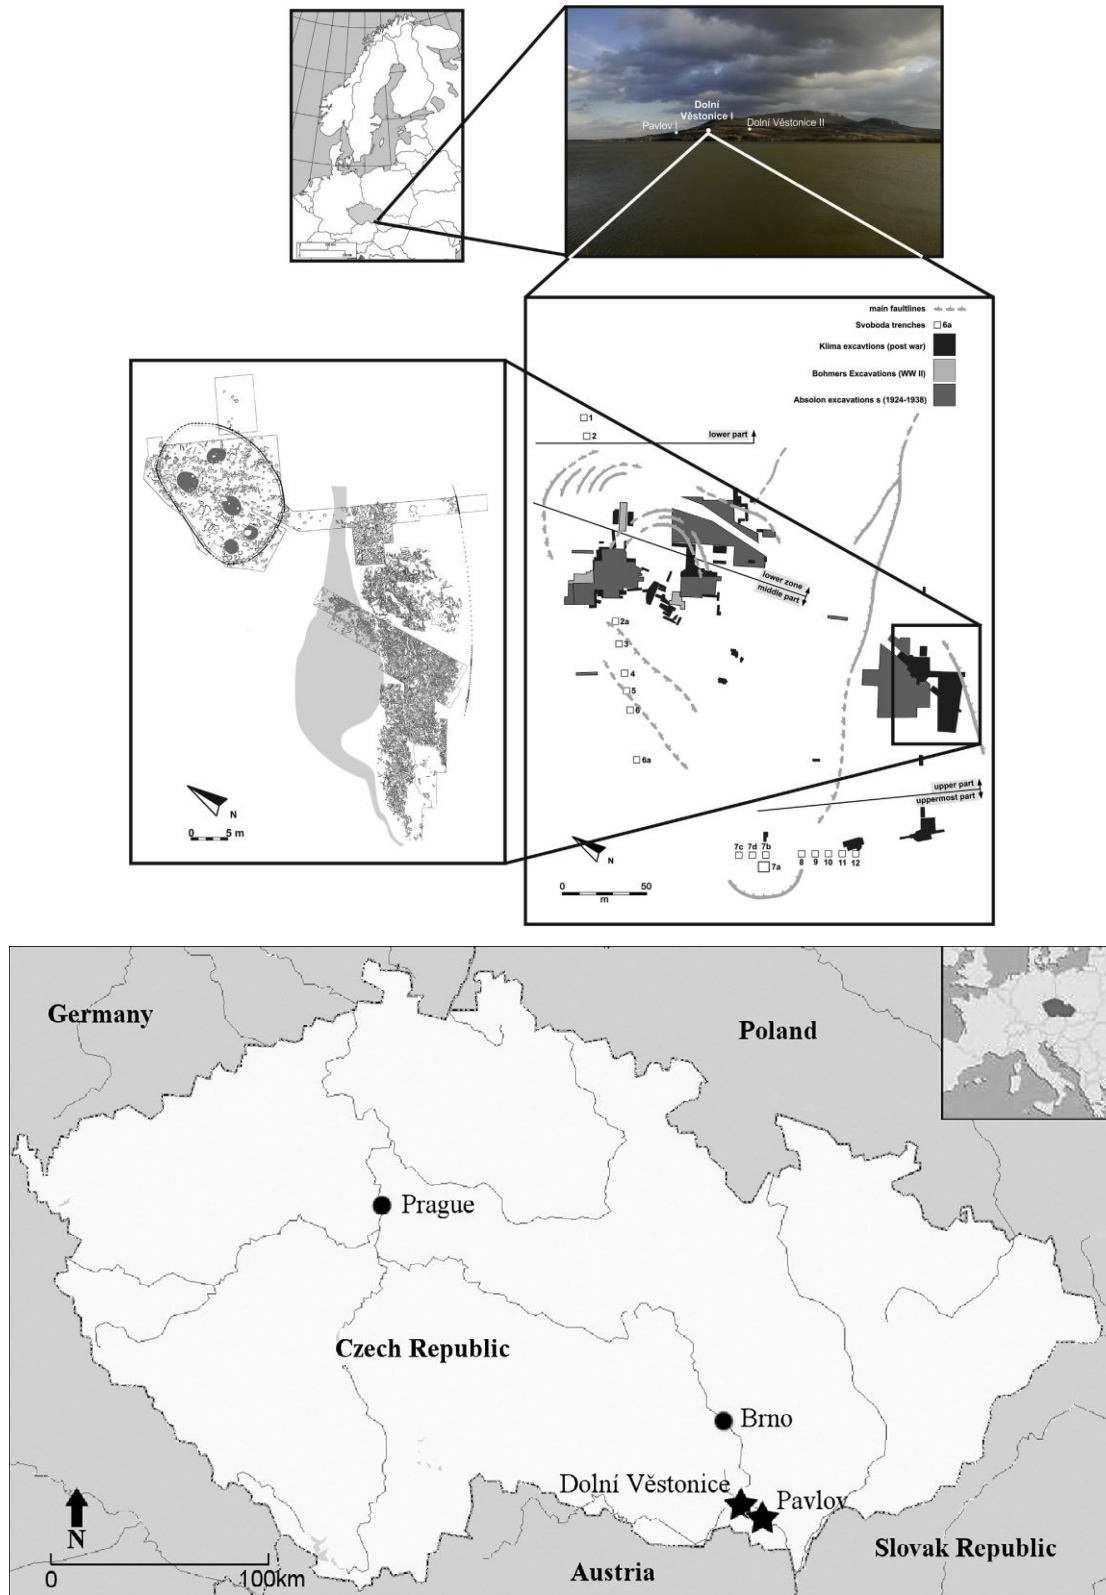 Dolní
Věstonice I
Pavlov I
Dolní Věstonice II
main faultlines
Svoboda trenches
6a
Klima excavtions (post war)
Bohmers Excavations (WW II)
Absolon excavations s (1924-1938)
1
2
lower part
lower zone
middle part
2a
3
4
5
6
6a
upper part
uppermost part
7c
7d
7b
7a
8
9
10
11
12
N
0
50
m
N
0
5 m
Germany
Poland
Prague
Czech Republic
Brno
Dolní Věstonice
Pavlov
N
Slovak Republic
0
100km
Austria